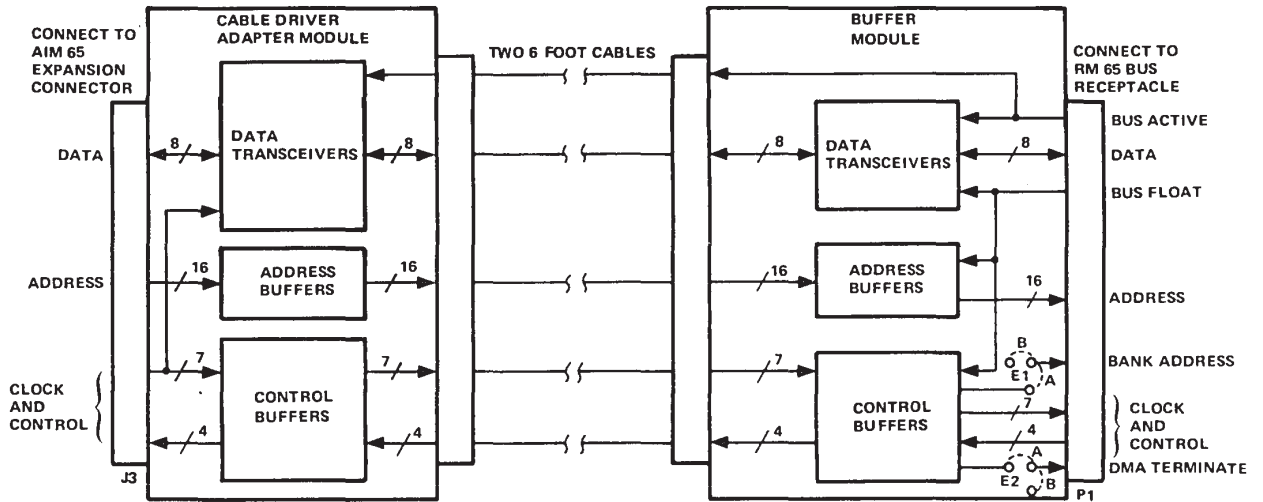 CONNECT TO
AIM 65
EXPANSION
CONNECTOR
CABLE DRIVER
ADAPTER MODULE
TWO 6 FOOT CABLES
BUFFER
MODULE
CONNECT TO
RM 65 BUS
RECEPTACLE
DATA
8
DATA
TRANSCEIVERS
8
8
DATA
TRANSCEIVERS
8
BUS ACTIVE
DATA
BUS FLOAT
ADDRESS
16
ADDRESS
BUFFERS
16
16
ADDRESS
BUFFERS
16
ADDRESS
CLOCK
AND
CONTROL
7
4
CONTROL
BUFFERS
7
4
7
4
CONTROL
BUFFERS
B
E1
A
7
4
A
E2
B
BANK ADDRESS
CLOCK
AND
CONTROL
DMA TERMINATE
J3
P1